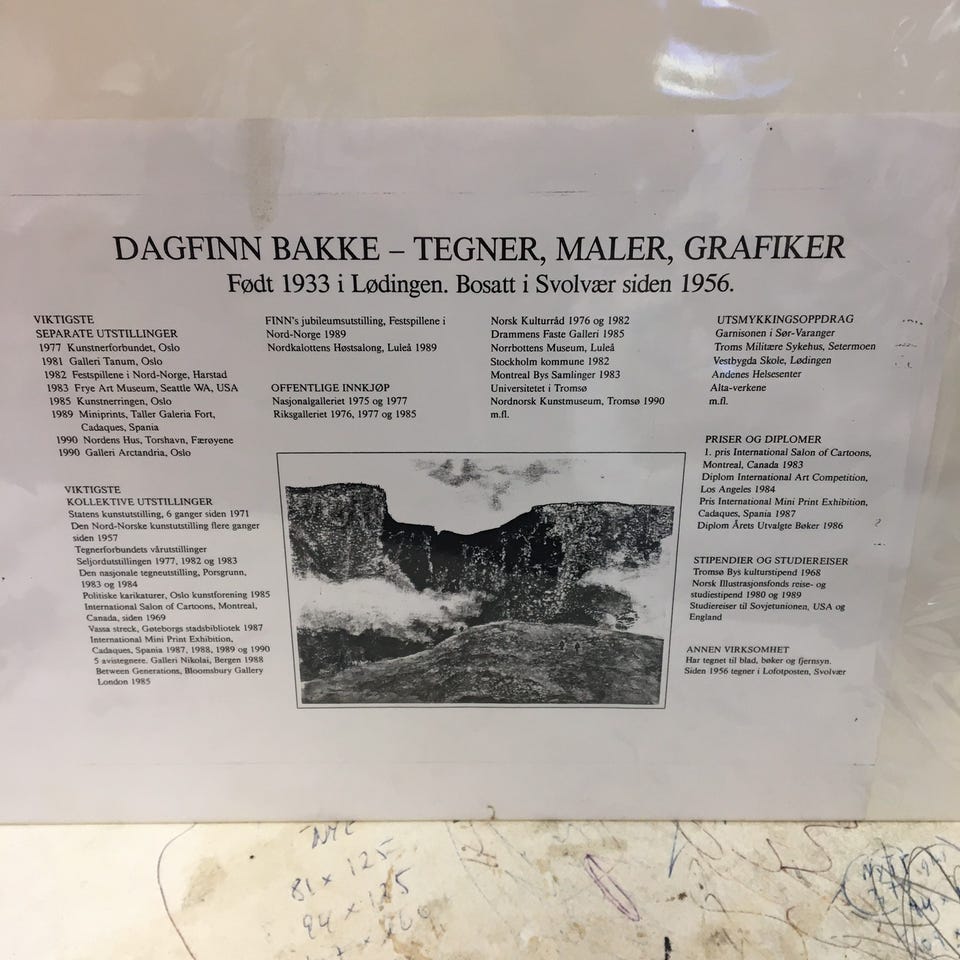 DAGFINN BAKKE – TEGNER, MALER, GRAFIKER
Født 1933 i Lødingen. Bosatt i Svolvær siden 1956.
VIKTIGSTE
SEPARATE UTSTILLINGER
1977 Kunstnerforbundet, Oslo
1981 Galleri Tanum, Oslo
1982 Festspillene i Nord-Norge, Harstad
1983 Frye Art Museum, Seattle WA, USA
1985 Kunstnerringen, Oslo
1989 Miniprints, Taller Galeria Fort,
Cadaques, Spania
1990 Nordens Hus, Torshavn, Færøyene
1990 Galleri Arctandria, Oslo
VIKTIGSTE
KOLLEKTIVE UTSTILLINGER
Statens kunstutstilling, 6 ganger siden 1971
Den Nord-Norske kunstutstilling flere ganger
siden 1957
Tegnerforbundets vårutstillinger
Seljordutstillingen 1977, 1982 og 1983
Den nasjonale tegneutstilling, Porsgrunn,
1983 og 1984
Politiske karikaturer, Oslo kunstforening 1985
International Salon of Cartoons, Montreal,
Canada, siden 1969
Vassa streck, Gøteborgs stadsbibliotek 1987
International Mini Print Exhibition,
Cadaques, Spania 1987, 1988, 1989 og 1990
5 avistegnere. Galleri Nikolai, Bergen 1988
Between Generations, Bloomsbury Gallery
London 1985
FINN's jubileumsutstilling, Festspillene i
Nord-Norge 1989
Nordkalottens Høstsalong, Luleå 1989
OFFENTLIGE INNKJØP
Nasjonalgalleriet 1975 og 1977
Riksgalleriet 1976, 1977 og 1985
Norsk Kulturråd 1976 og 1982
Drammens Faste Galleri 1985
Norrbottens Museum, Luleå
Stockholm kommune 1982
Montreal Bys Samlinger 1983
Universitetet i Tromsø
Nordnorsk Kunstmuseum, Tromsø 1990
m.fl.
UTSMYKKINGSOPPDRAG
Garnisonen i Sør-Varanger
Troms Militære Sykehus, Setermoen
Vestbygda Skole, Lødingen
Andenes Helsesenter
Alta-verkene
m.fl.
PRISER OG DIPLOMER
1. pris International Salon of Cartoons,
Montreal, Canada 1983
Diplom International Art Competition,
Los Angeles 1984
Pris International Mini Print Exhibition,
Cadaques, Spania 1987
Diplom Årets Utvalgte Bøker 1986
STIPENDIER OG STUDIEREISER
Tromsø Bys kulturstipend 1968
Norsk Illustrasjonsfonds reise- og
studiestipend 1980 og 1989
Studiereiser til Sovjetunionen, USA og
England
ANNEN VIRKSOMHET
Har tegnet til blad, bøker og fjernsyn.
Siden 1956 tegner i Lofotposten, Svolvær
81 x 125